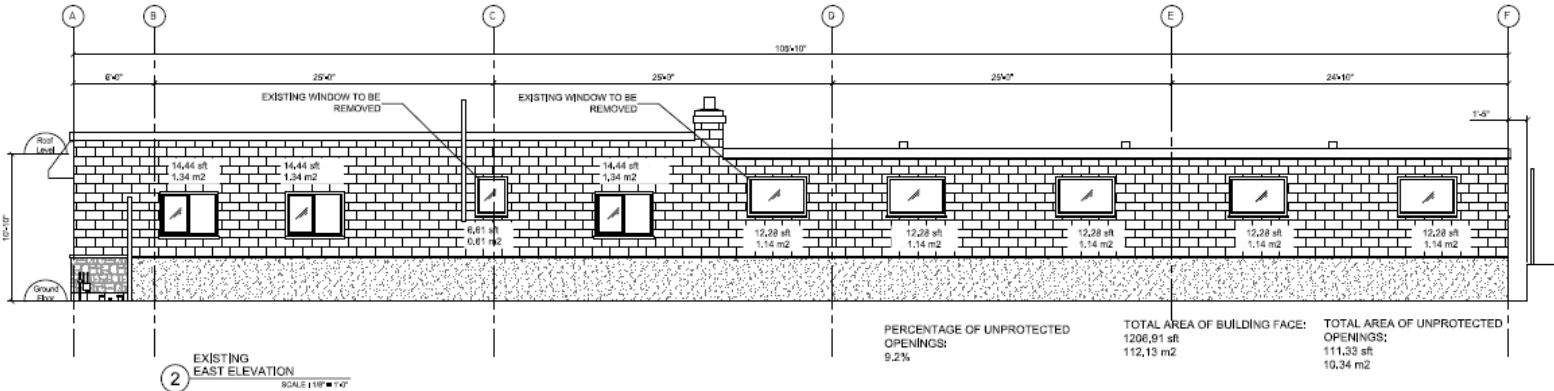 A B C D E F
105'-10"
6'-0" 25'-0" 25'-0" 25'-0" 24'-10"
1'-5"
EXISTING WINDOW TO BE
REMOVED
EXISTING WINDOW TO BE
REMOVED
Roof
Level
14.44 sft
1.34 m2
14.44 sft
1.34 m2
14.44 sft
1.34 m2
10'-10"
6.61 sft
0.61 m2
12.28 sft
1.14 m2
12.28 sft
1.14 m2
12.28 sft
1.14 m2
12.28 sft
1.14 m2
12.28 sft
1.14 m2
Ground
Floor
PERCENTAGE OF UNPROTECTED
OPENINGS:
9.2%
TOTAL AREA OF BUILDING FACE:
1206.91 sft
112.13 m2
TOTAL AREA OF UNPROTECTED
OPENINGS:
111.33 sft
10.34 m2
2
EXISTING
EAST ELEVATION
SCALE : 1/8" = 1'-0"